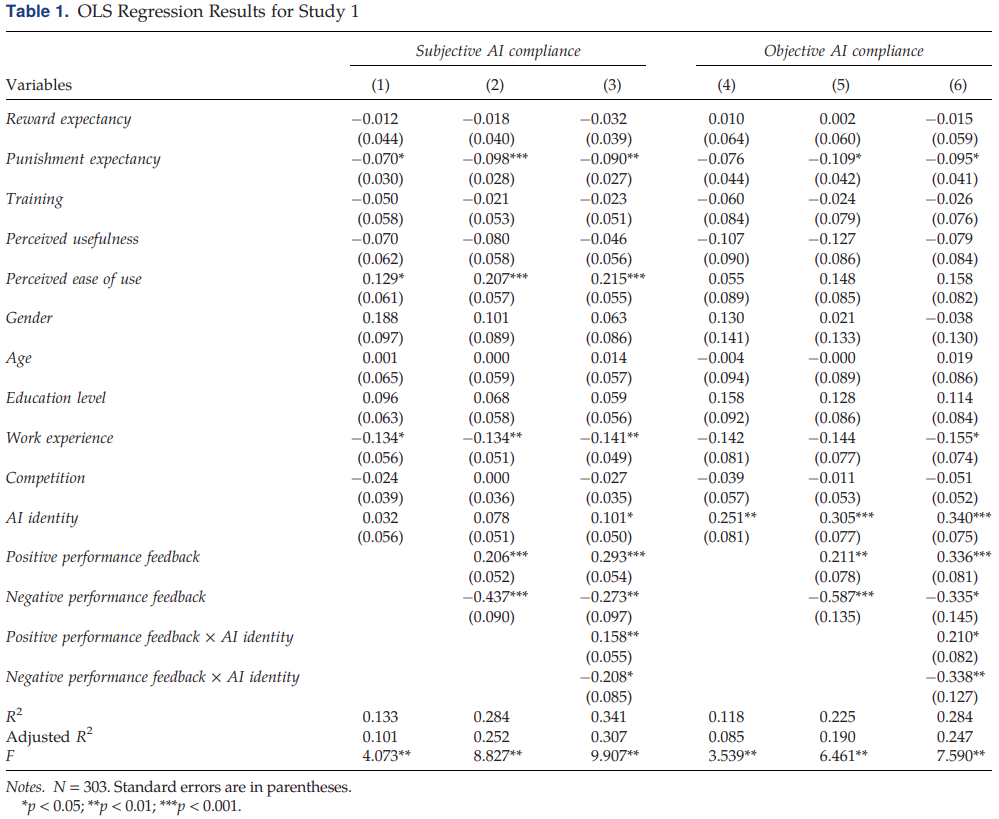 Table 1. OLS Regression Results for Study 1
Subjective AI compliance Objective AI compliance
Variables (1) (2) (3) (4) (5) (6)
Reward expectancy −0.012 −0.018 −0.032 0.010 0.002 −0.015
(0.044) (0.040) (0.039) (0.064) (0.060) (0.059)
Punishment expectancy −0.070* −0.098*** −0.090** −0.076 −0.109* −0.095*
(0.030) (0.028) (0.027) (0.044) (0.042) (0.041)
Training −0.050 −0.021 −0.023 −0.060 −0.024 −0.026
(0.058) (0.053) (0.051) (0.084) (0.079) (0.076)
Perceived usefulness −0.070 −0.080 −0.046 −0.107 −0.127 −0.079
(0.062) (0.058) (0.056) (0.090) (0.086) (0.084)
Perceived ease of use 0.129* 0.207*** 0.215*** 0.055 0.148 0.158
(0.061) (0.057) (0.055) (0.089) (0.085) (0.082)
Gender 0.188 0.101 0.063 0.130 0.021 −0.038
(0.097) (0.089) (0.086) (0.141) (0.133) (0.130)
Age 0.001 0.000 0.014 −0.004 −0.000 0.019
(0.065) (0.059) (0.057) (0.094) (0.089) (0.086)
Education level 0.096 0.068 0.059 0.158 0.128 0.114
(0.063) (0.058) (0.056) (0.092) (0.086) (0.084)
Work experience −0.134* −0.134** −0.141** −0.142 −0.144 −0.155*
(0.056) (0.051) (0.049) (0.081) (0.077) (0.074)
Competition −0.024 0.000 −0.027 −0.039 −0.011 −0.051
(0.039) (0.036) (0.035) (0.057) (0.053) (0.052)
AI identity 0.032 0.078 0.101* 0.251** 0.305*** 0.340***
(0.056) (0.051) (0.050) (0.081) (0.077) (0.075)
Positive performance feedback 0.206*** 0.293*** 0.211** 0.336***
(0.052) (0.054) (0.078) (0.081)
Negative performance feedback −0.437*** −0.273** −0.587*** −0.335*
(0.090) (0.097) (0.135) (0.145)
Positive performance feedback × AI identity 0.158** 0.210*
(0.055) (0.082)
Negative performance feedback × AI identity −0.208* −0.338**
(0.085) (0.127)
R² 0.133 0.284 0.341 0.118 0.225 0.284
Adjusted R² 0.101 0.252 0.307 0.085 0.190 0.247
F 4.073** 8.827** 9.907** 3.539** 6.461** 7.590**
Notes. N = 303. Standard errors are in parentheses.
*p < 0.05; **p < 0.01; ***p < 0.001.